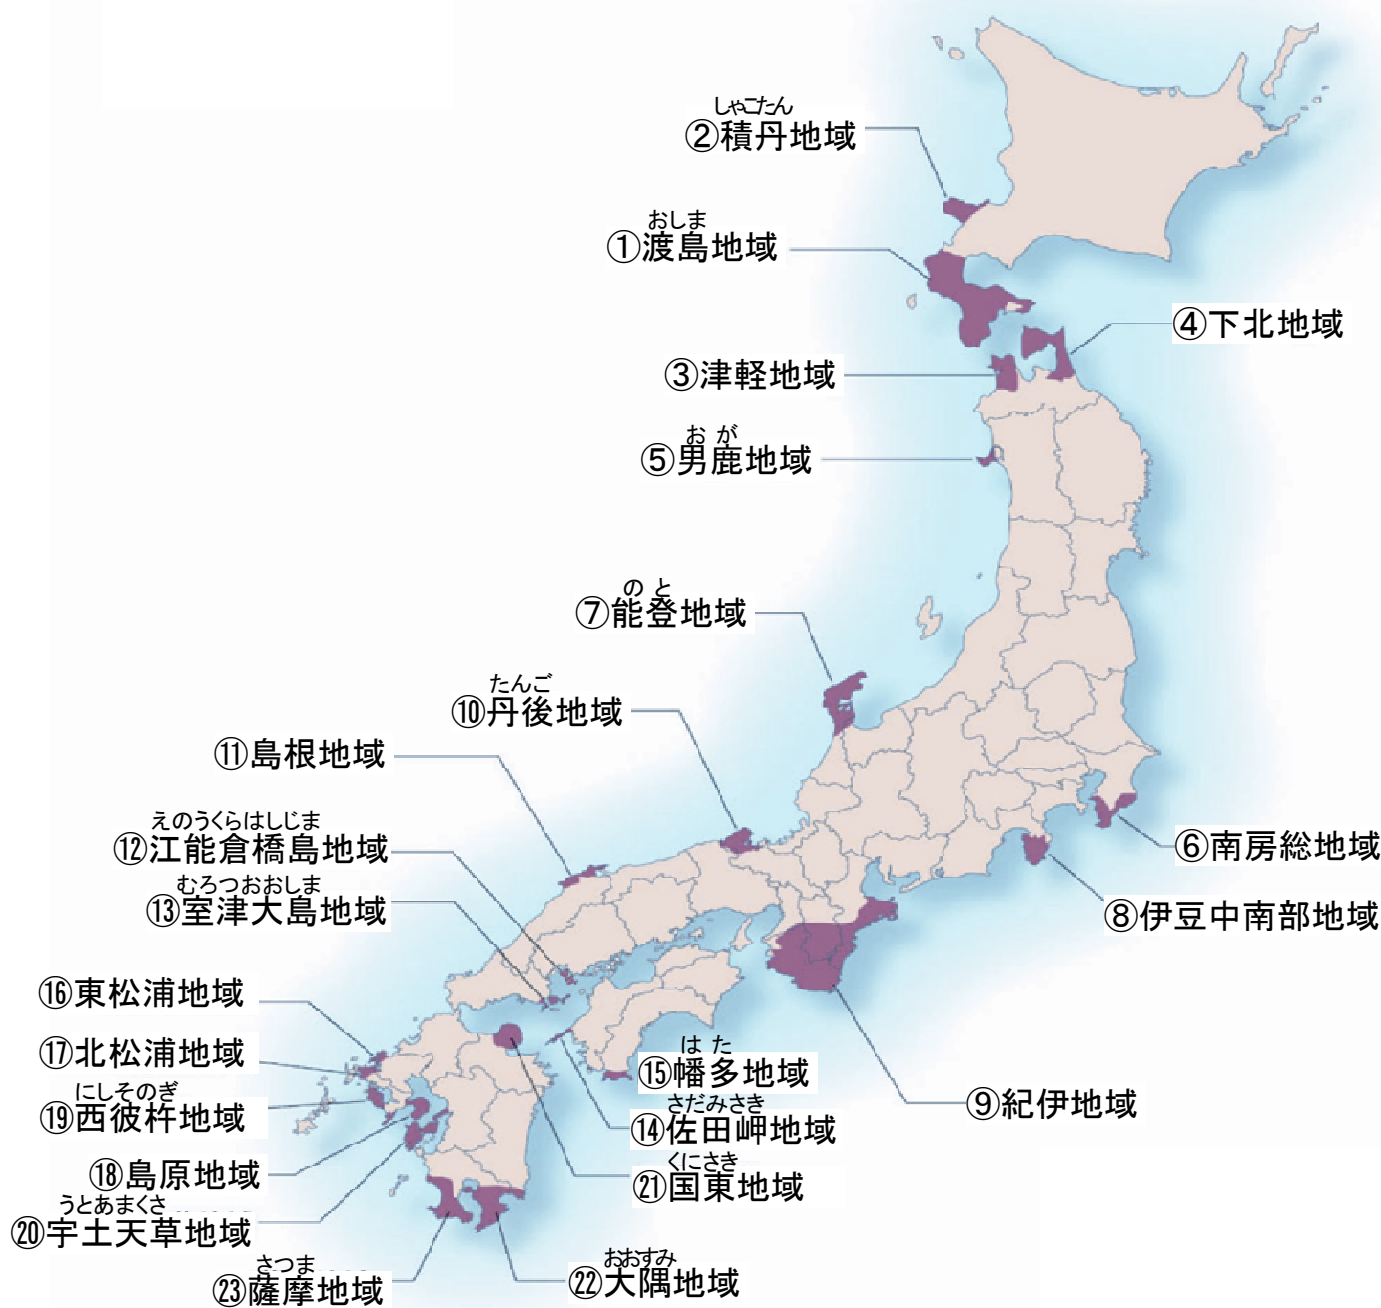 しゃこたん
②積丹地域
おしま
①渡島地域
④下北地域
③津軽地域
おが
⑤男鹿地域
のと
⑦能登地域
たんご
⑩丹後地域
⑪島根地域
えのうくらはしじま
⑫江能倉橋島地域
⑥南房総地域
むろつおおしま
⑬室津大島地域
⑧伊豆中南部地域
⑯東松浦地域
⑰北松浦地域
はた
⑮幡多地域
にしそのぎ
⑲西彼杵地域
⑨紀伊地域
さだみさき
⑭佐田岬地域
⑱島原地域
くにさき
㉑国東地域
うとあまくさ
⑳宇土天草地域
さつま
㉓薩摩地域
おおすみ
㉒大隅地域